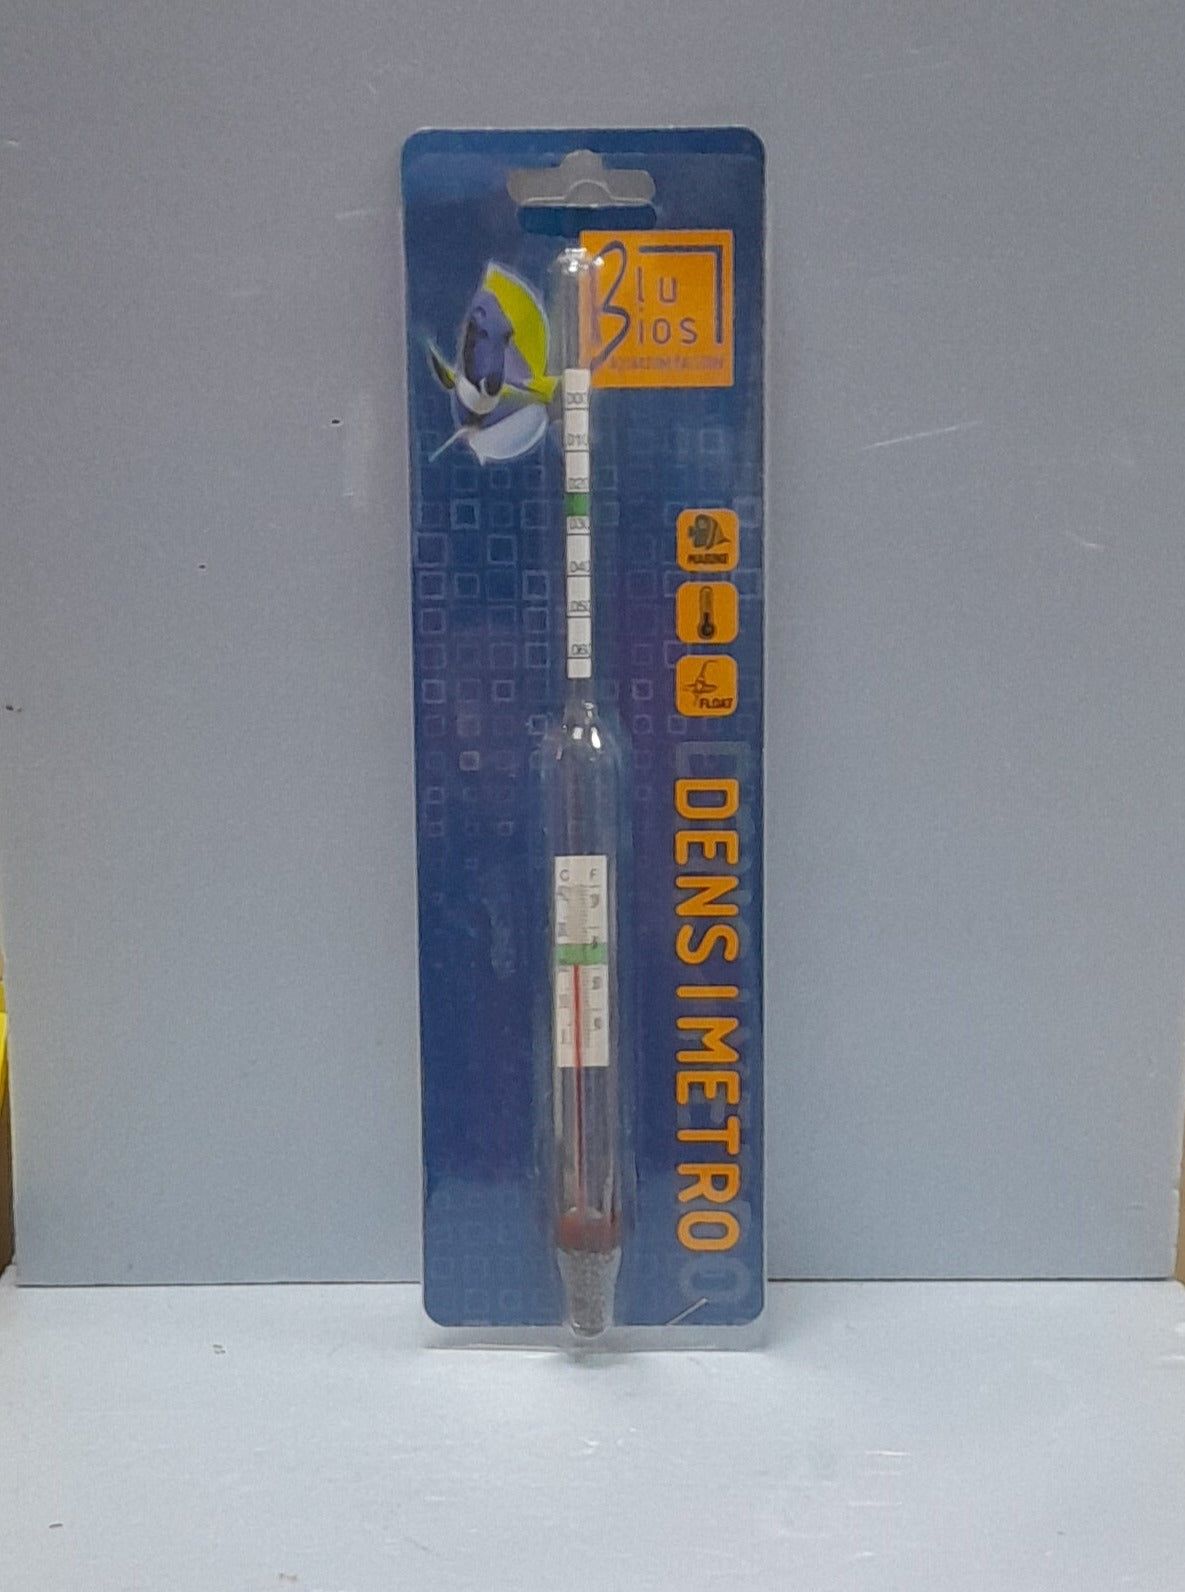 Blu
Bios
000
010
020
030
040
050
060
MARINE
FLOAT
C F
DENSIMETRO